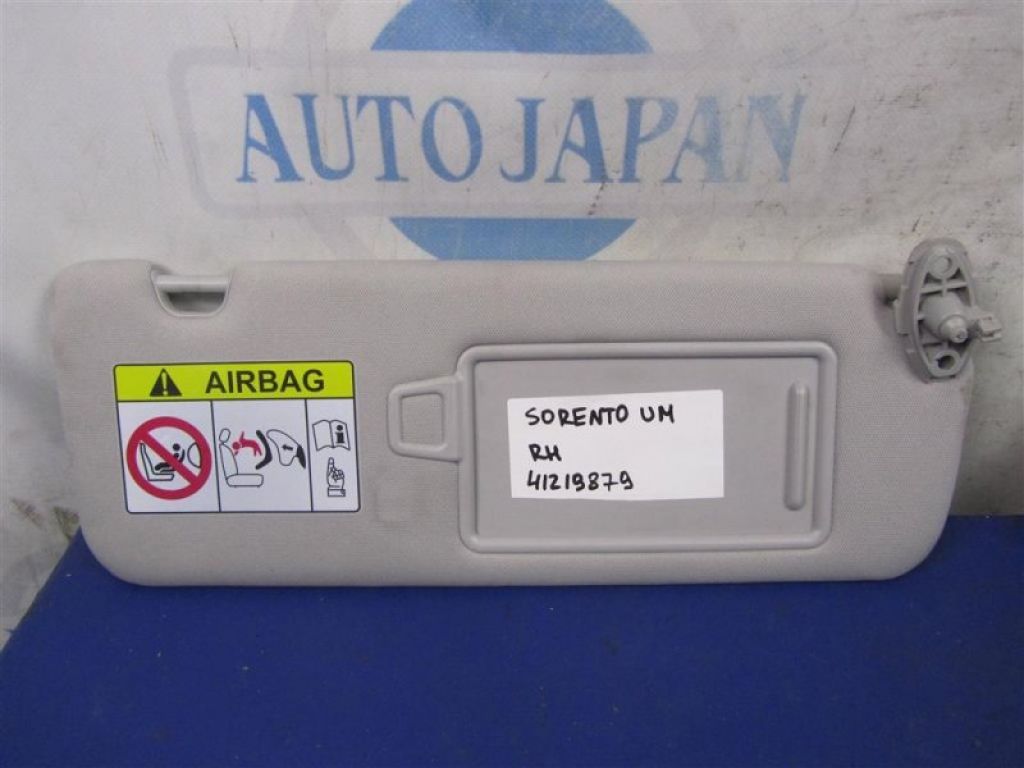 AUTO JAPAN
AIRBAG
SORENTO UM
RH
41219879